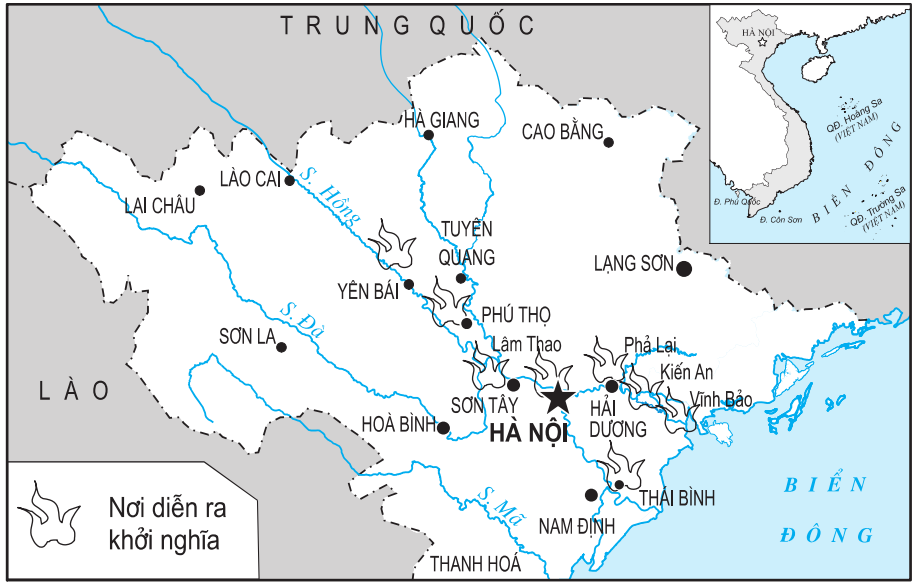 TRUNG QUỐC
HÀ GIANG
CAO BẰNG
LÀO CAI
LAI CHÂU
S. Hồng
TUYÊN
QUANG
LẠNG SƠN
YÊN BÁI
PHÚ THỌ
S. Đà
SƠN LA
Lâm Thao
Phả Lại
Kiến An
Vĩnh Bảo
LÀO
SƠN TÂY
HÀ NỘI
HẢI
DƯƠNG
HOÀ BÌNH
THÁI BÌNH
NAM ĐỊNH
S. Mã
THANH HOÁ
BIỂN
ĐÔNG
Nơi diễn ra
khởi nghĩa
HÀ NỘI
QĐ. Hoàng Sa
(VIỆT NAM)
BIỂN ĐÔNG
Đ. Phú Quốc
Đ. Côn Sơn
QĐ. Trường Sa
(VIỆT NAM)